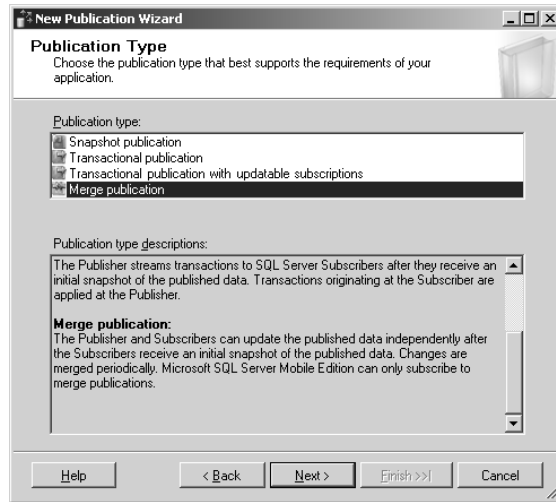 New Publication Wizard
Publication Type
Choose the publication type that best supports the requirements of your
application.
Publication type:
Snapshot publication
Transactional publication
Transactional publication with updatable subscriptions
Merge publication
Publication type descriptions:
The Publisher streams transactions to SQL Server Subscribers after they receive an
initial snapshot of the published data. Transactions originating at the Subscriber are
applied at the Publisher.
Merge publication:
The Publisher and Subscribers can update the published data independently after
the Subscribers receive an initial snapshot of the published data. Changes are
merged periodically. Microsoft SQL Server Mobile Edition can only subscribe to
merge publications.
Help < Back Next > Finish >>| Cancel